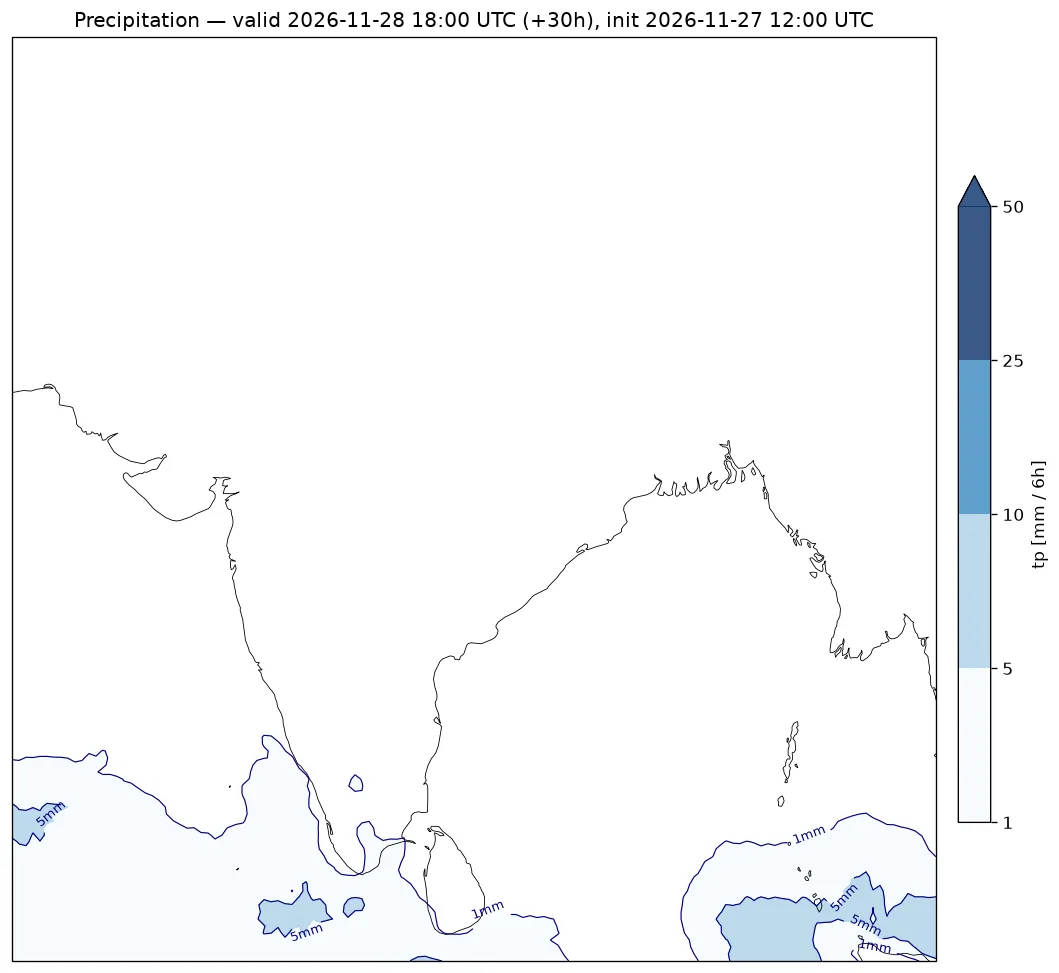 Precipitation — valid 2026-11-28 18:00 UTC (+30h), init 2026-11-27 12:00 UTC
50
25
10
5
1
tp [mm / 6h]
5mm
1mm
5mm
1mm
5mm
5mm
1mm